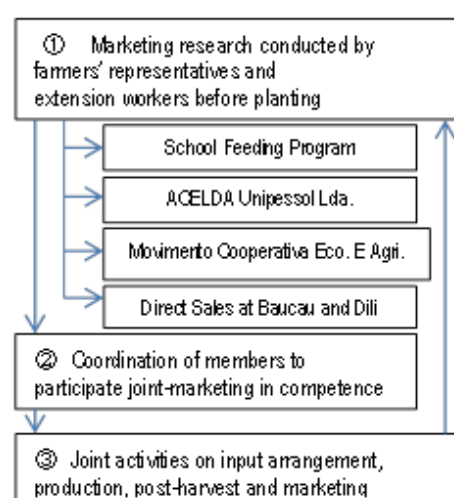 ① Marketing research conducted by
farmers' representatives and
extension workers before planting
School Feeding Program
ACELDA Unipessol Lda.
Movimento Cooperativa Eco. E Agri.
Direct Sales at Baucau and Dili
② Coordination of members to
participate joint-marketing in competence
③ Joint activities on input arrangement,
production, post-harvest and marketing